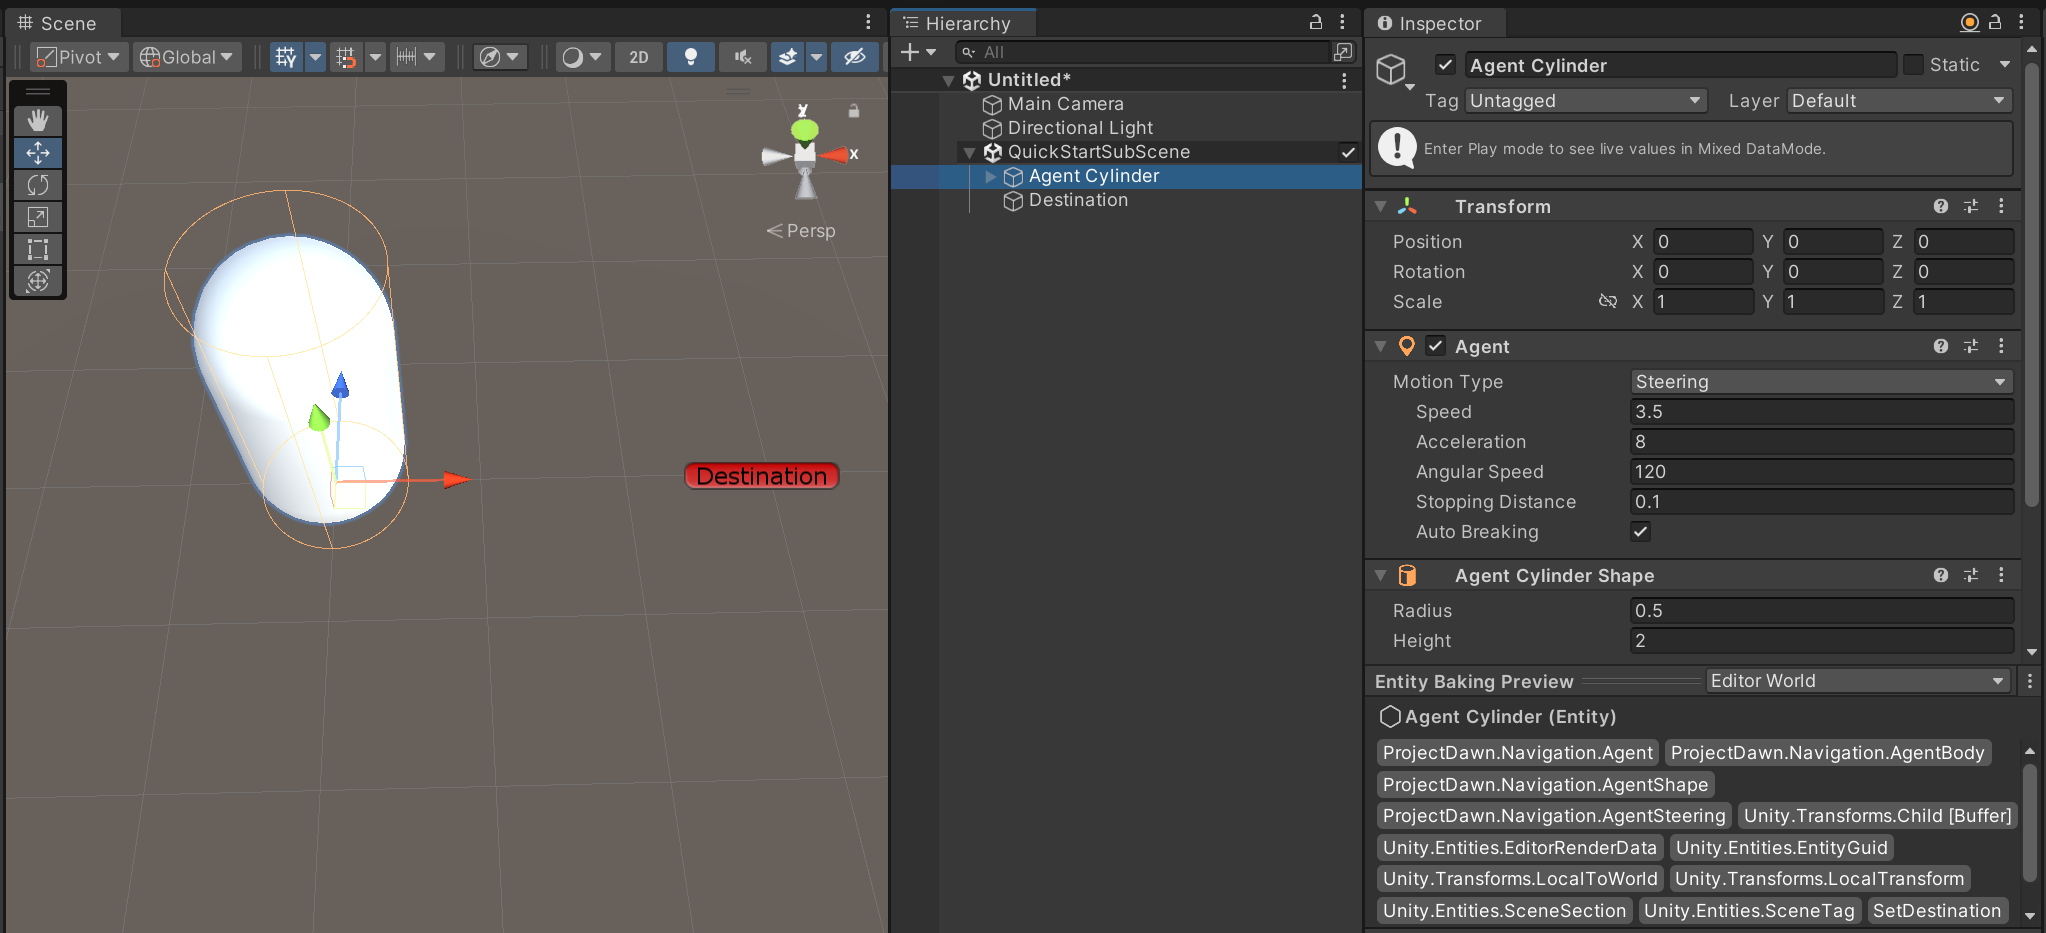 Scene
Pivot Global 2D
y
x
Persp
Destination
Hierarchy
All
Untitled*
Main Camera
Directional Light
QuickStartSubScene
Agent Cylinder
Destination
Inspector
Agent Cylinder Static
Tag Untagged Layer Default
Enter Play mode to see live values in Mixed DataMode.
Transform
Position X 0 Y 0 Z 0
Rotation X 0 Y 0 Z 0
Scale X 1 Y 1 Z 1
Agent
Motion Type Steering
Speed 3.5
Acceleration 8
Angular Speed 120
Stopping Distance 0.1
Auto Breaking
Agent Cylinder Shape
Radius 0.5
Height 2
Entity Baking Preview Editor World
Agent Cylinder (Entity)
ProjectDawn.Navigation.Agent ProjectDawn.Navigation.AgentBody
ProjectDawn.Navigation.AgentShape
ProjectDawn.Navigation.AgentSteering Unity.Transforms.Child [Buffer]
Unity.Entities.EditorRenderData Unity.Entities.EntityGuid
Unity.Transforms.LocalToWorld Unity.Transforms.LocalTransform
Unity.Entities.SceneSection Unity.Entities.SceneTag SetDestination